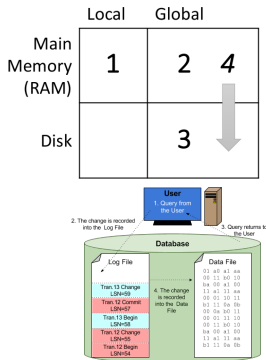 Local Global
Main
Memory
(RAM)
1 2 4
Disk
3
User
1. Query from
the User
2. The change is recorded
into the Log File
3. Query returns to
the User
Database
Log File
Data File
Tran.13 Change
LSN=59
Tran.12 Commit
LSN=57
Tran.13 Begin
LSN=58
Tran.12 Change
LSN=55
Tran.12 Begin
LSN=54
4. The change
is recorded
into the Data
File